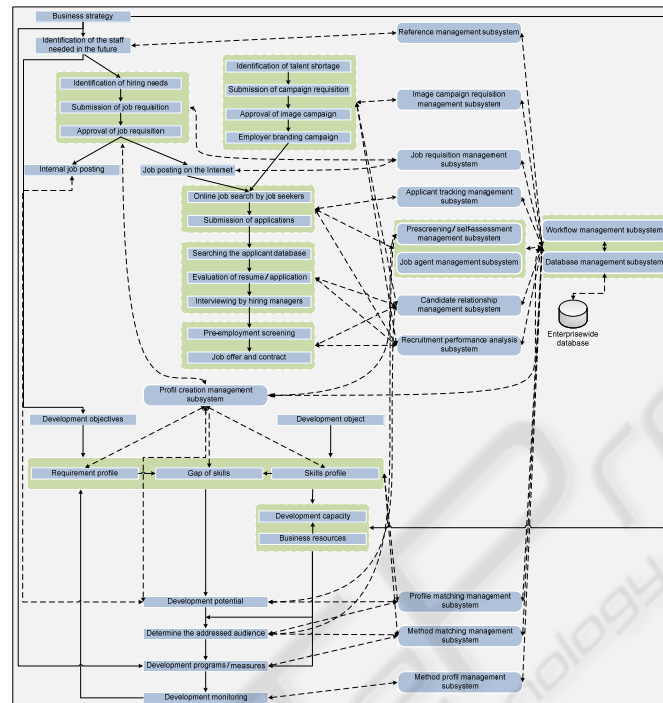 Business strategy
Identification of the staff
needed in the future
Reference management subsystem
Identification of talent shortage
Identification of hiring needs
Submission of campaign requisition
Image campaign requisition
management subsystem
Submission of job requisition
Approval of image campaign
Approval of job requisition
Employer branding campaign
Job requisition management
subsystem
Internal job posting
Job posting on the Internet
Online job search by job seekers
Applicant tracking management
subsystem
Submission of applications
Prescreening / self-assessment
management subsystem
Workflow management subsystem
Searching the applicant database
Job agent management subsystem
Database management subsystem
Evaluation of resume / application
Interviewing by hiring managers
Candidate relationship
management subsystem
Enterprisewide
database
Pre-employment screening
Recruitment performance analysis
subsystem
Job offer and contract
Profil creation management
subsystem
Development objectives
Development object
Requirement profile
Gap of skills
Skills profile
Development capacity
Business resources
Development potential
Profile matching management
subsystem
Determine the addressed audience
Method matching management
subsystem
Development programs / measures
Method profil management
subsystem
Development monitoring